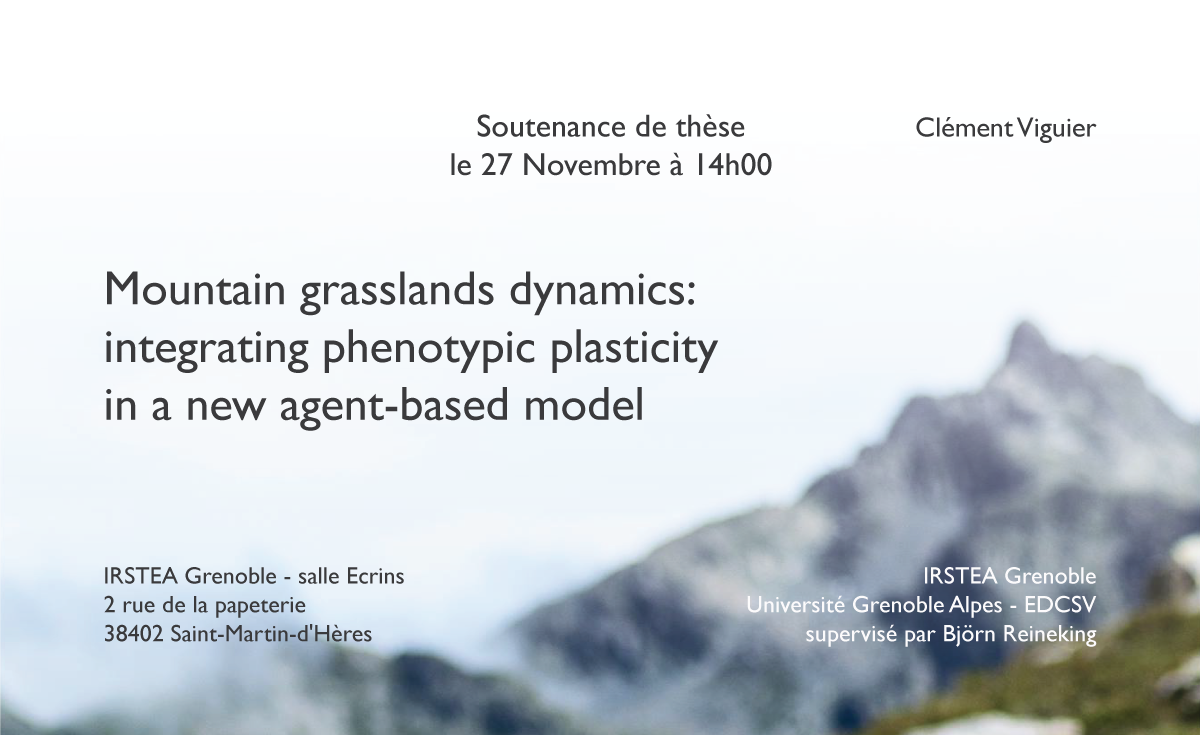 Soutenance de thèse
le 27 Novembre à 14h00
Clément Viguier
Mountain grasslands dynamics:
integrating phenotypic plasticity
in a new agent-based model
IRSTEA Grenoble - salle Ecrins
2 rue de la papeterie
38402 Saint-Martin-d'Hères
IRSTEA Grenoble
Université Grenoble Alpes - EDCSV
supervisé par Björn Reineking